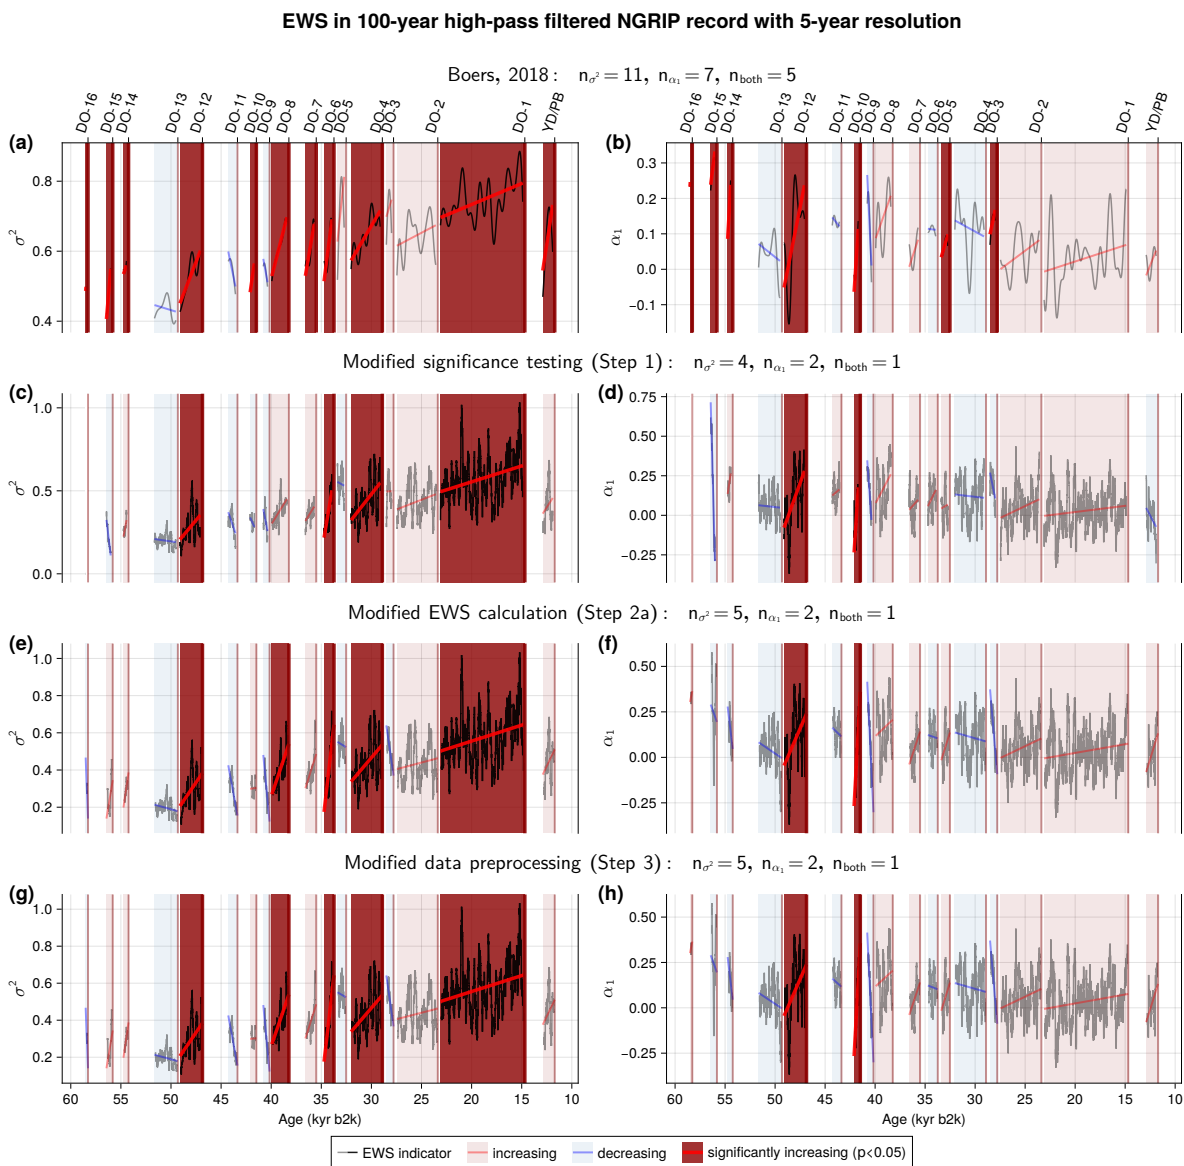 EWS in 100-year high-pass filtered NGRIP record with 5-year resolution
Boers, 2018 : n_σ² = 11, n_α₁ = 7, n_both = 5
DO-16 DO-15 DO-14 DO-13 DO-12 DO-11 DO-10 DO-9 DO-8 DO-7 DO-6 DO-5 DO-4 DO-3 DO-2 DO-1 YD/PB
DO-16 DO-15 DO-14 DO-13 DO-12 DO-11 DO-10 DO-9 DO-8 DO-7 DO-6 DO-5 DO-4 DO-3 DO-2 DO-1 YD/PB
(a)
σ²
0.8
0.6
0.4
(b)
α₁
0.3
0.2
0.1
0.0
−0.1
Modified significance testing (Step 1) : n_σ² = 4, n_α₁ = 2, n_both = 1
(c)
σ²
1.0
0.5
0.0
(d)
α₁
0.75
0.50
0.25
0.00
−0.25
Modified EWS calculation (Step 2a) : n_σ² = 5, n_α₁ = 2, n_both = 1
(e)
σ²
1.0
0.8
0.6
0.4
0.2
(f)
α₁
0.50
0.25
0.00
−0.25
Modified data preprocessing (Step 3) : n_σ² = 5, n_α₁ = 2, n_both = 1
(g)
σ²
1.0
0.8
0.6
0.4
0.2
60 55 50 45 40 35 30 25 20 15 10
Age (kyr b2k)
(h)
α₁
0.50
0.25
0.00
−0.25
60 55 50 45 40 35 30 25 20 15 10
Age (kyr b2k)
EWS indicator increasing decreasing significantly increasing (p<0.05)